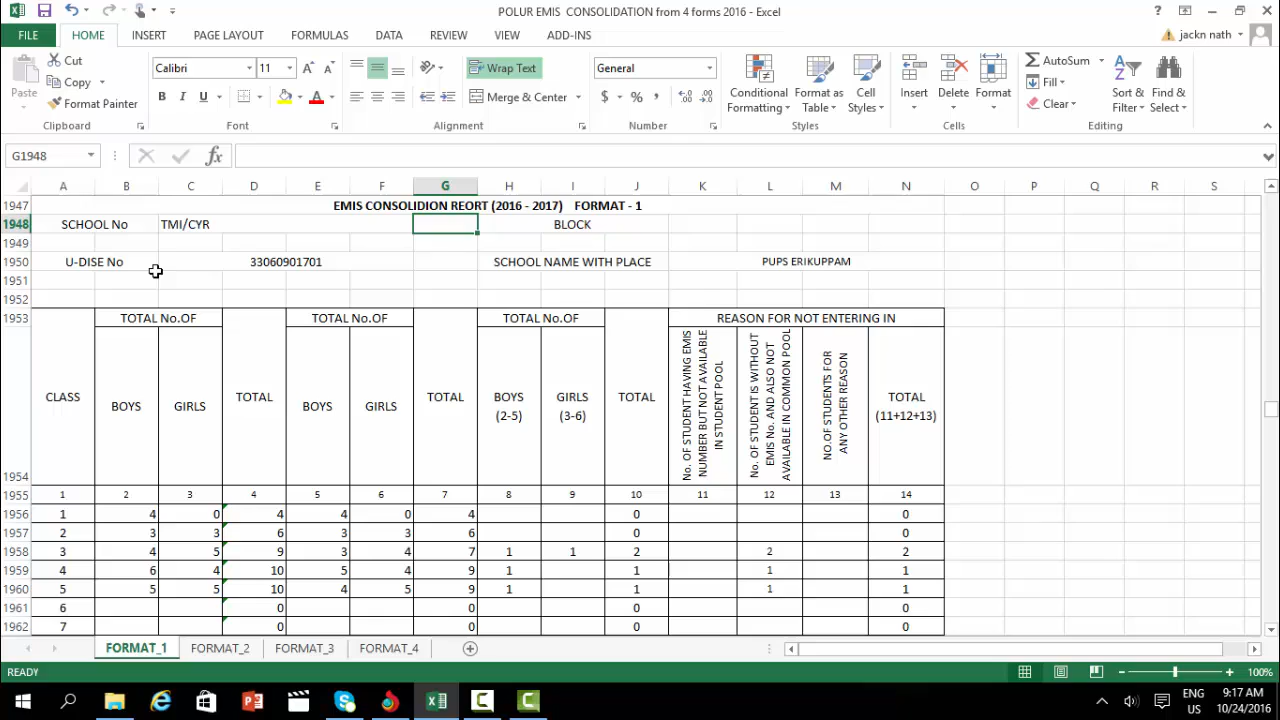 POLUR EMIS  CONSOLIDATION from 4 forms 2016 - Excel
FILE HOME INSERT PAGE LAYOUT FORMULAS DATA REVIEW VIEW ADD-INS jackn nath
Cut
Copy
Format Painter
Paste
Calibri 11
B I U
Wrap Text
Merge & Center
General
$ % ,
Conditional Formatting
Format as Table
Cell Styles
Insert Delete Format
AutoSum
Fill
Clear
Sort & Filter
Find & Select
Clipboard Font Alignment Number Styles Cells Editing
G1948 fx
A B C D E F G H I J K L M N O P Q R S
1947 EMIS CONSOLIDION REORT (2016 - 2017) FORMAT - 1
1948 SCHOOL No TMI/CYR BLOCK
1949
1950 U-DISE No 33060901701 SCHOOL NAME WITH PLACE PUPS ERIKUPPAM
1951
1952
1953 TOTAL No.OF TOTAL No.OF TOTAL No.OF REASON FOR NOT ENTERING IN
1954 CLASS BOYS GIRLS TOTAL BOYS GIRLS TOTAL BOYS (2-5) GIRLS (3-6) TOTAL
No. OF STUDENT HAVING EMIS
NUMBER BUT NOT AVAILABLE
IN STUDENT POOL
No. OF STUDENT IS WITHOUT
EMIS No. AND ALSO NOT
AVAILABLE IN COMMON POOL
NO.OF STUDENTS FOR
ANY OTHER REASON
TOTAL
(11+12+13)
1955 1 2 3 4 5 6 7 8 9 10 11 12 13 14
1956 1 4 0 4 4 0 4 0 0
1957 2 3 3 6 3 3 6 0 0
1958 3 4 5 9 3 4 7 1 1 2 2 2
1959 4 6 4 10 5 4 9 1 1 1 1
1960 5 5 5 10 4 5 9 1 1 1 1
1961 6 0 0 0 0
1962 7 0 0 0 0
FORMAT_1 FORMAT_2 FORMAT_3 FORMAT_4
READY 100%
ENG 9:17 AM
US 10/24/2016